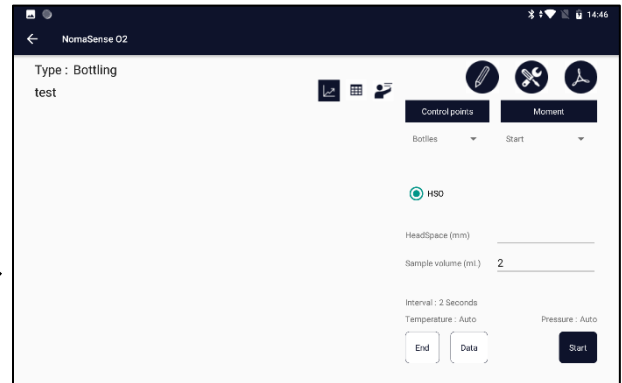 14:46
NomaSense O2
Type : Bottling
test
Control points
Moment
Botlles
Start
HSO
HeadSpace (mm)
Sample volume (mL)
2
Interval : 2 Seconds
Temperature : Auto
Pressure : Auto
End
Data
Start